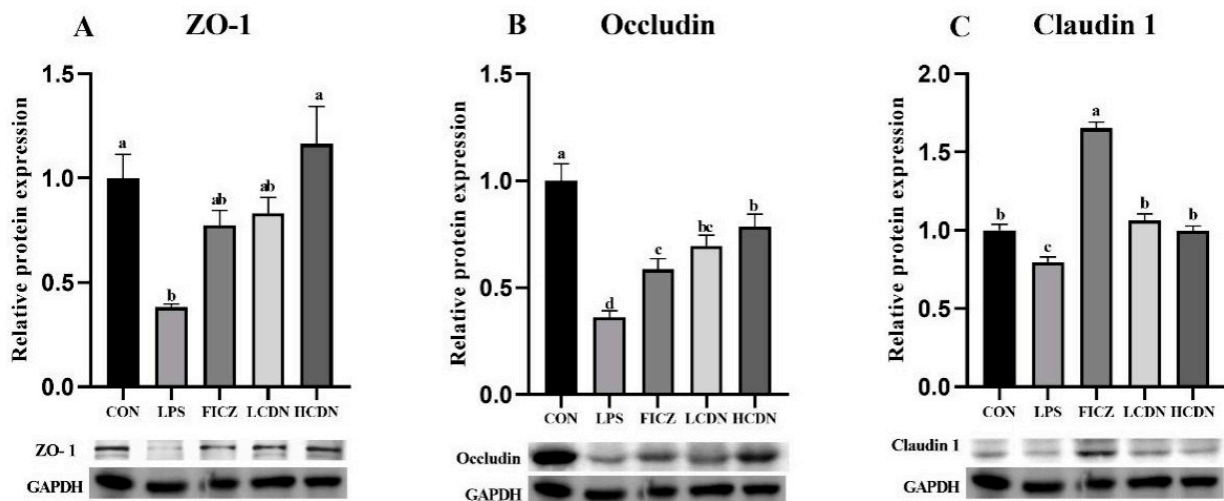 A ZO-1
Relative protein expression
1.5
1.0
0.5
0.0
a
b
ab
ab
a
CON LPS FICZ LCDN HCDN
ZO-1
GAPDH
B Occludin
Relative protein expression
1.5
1.0
0.5
0.0
a
d
c
bc
b
CON LPS FICZ LCDN HCDN
Occludin
GAPDH
C Claudin 1
Relative protein expression
2.0
1.5
1.0
0.5
0.0
b
c
a
b
b
CON LPS FICZ LCDN HCDN
Claudin 1
GAPDH